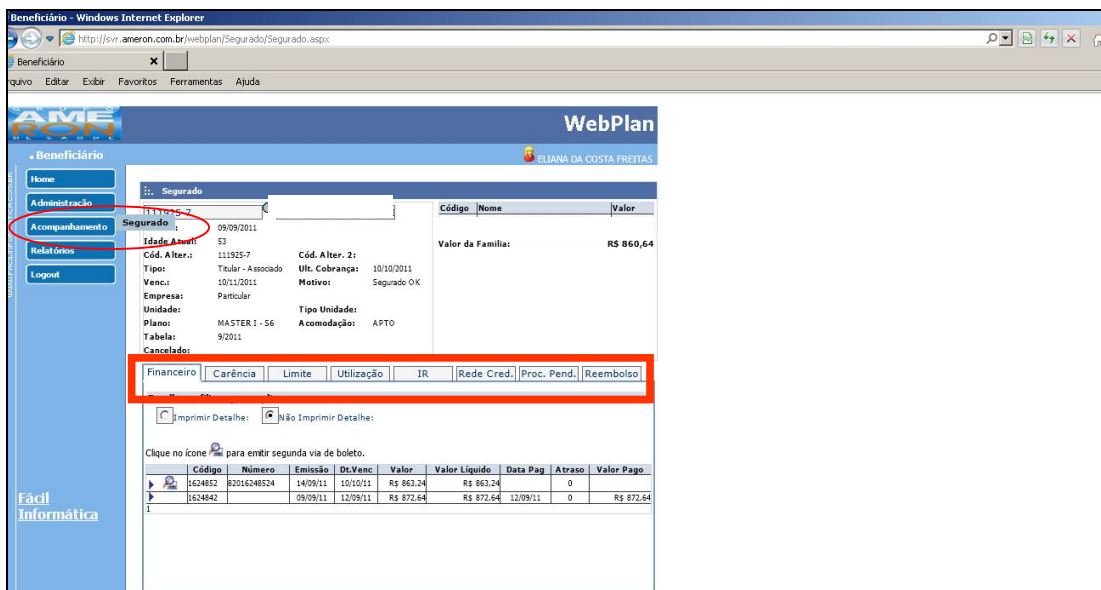 Beneficiário - Windows Internet Explorer
http://svr.ameron.com.br/webplan/Segurado/Segurado.aspx
Beneficiário
Editar Exibir Favoritos Ferramentas Ajuda
GRUPO
AMERON
DE SAÚDE
WebPlan
Beneficiário
ELIANA DA COSTA FREITAS
Home
Administração
Acompanhamento
Segurado
Relatórios
Logout
Fácil
Informática
::. Segurado
111925-7
09/09/2011
Idade Atual: 53
Cód. Alter.: 111925-7 Cód. Alter. 2:
Tipo: Titular - Associado Ult. Cobrança: 10/10/2011
Venc.: 10/11/2011 Motivo: Segurado OK
Empresa: Particular
Unidade: Tipo Unidade:
Plano: MASTER I - S6 Acomodação: APTO
Tabela: 9/2011
Cancelado:
Código Nome Valor
Valor da Familia: R$ 860,64
Financeiro Carência Limite Utilização IR Rede Cred. Proc. Pend. Reembolso
Imprimir Detalhe: Não Imprimir Detalhe:
Clique no ícone para emitir segunda via de boleto.
Código Número Emissão Dt.Venc Valor Valor Liquido Data Pag Atraso Valor Pago
1624852 82016248524 14/09/11 10/10/11 R$ 863,24 R$ 863,24 0
1624842 09/09/11 12/09/11 R$ 872,64 R$ 872,64 12/09/11 0 R$ 872,64
1